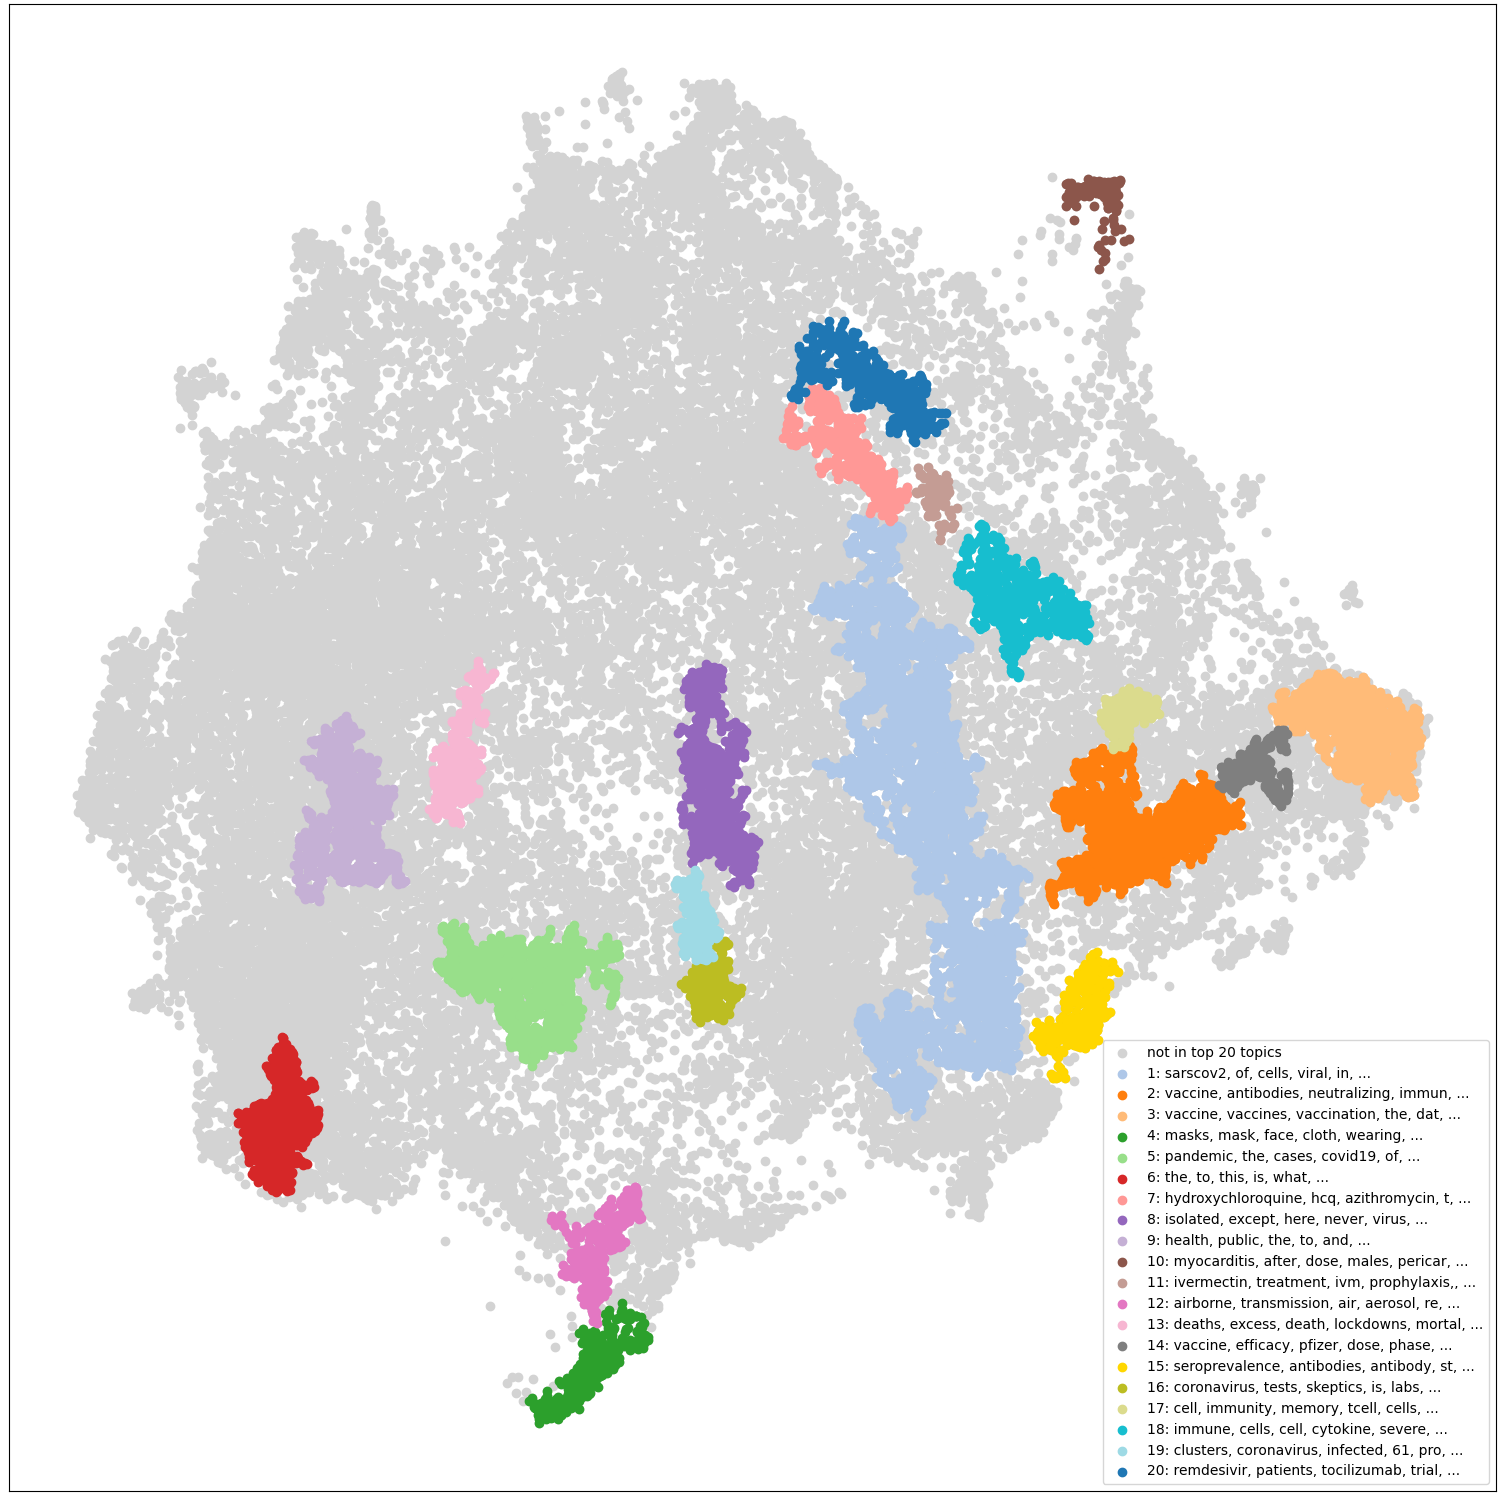 not in top 20 topics
1: sarscov2, of, cells, viral, in, ...
2: vaccine, antibodies, neutralizing, immun, ...
3: vaccine, vaccines, vaccination, the, dat, ...
4: masks, mask, face, cloth, wearing, ...
5: pandemic, the, cases, covid19, of, ...
6: the, to, this, is, what, ...
7: hydroxychloroquine, hcq, azithromycin, t, ...
8: isolated, except, here, never, virus, ...
9: health, public, the, to, and, ...
10: myocarditis, after, dose, males, pericar, ...
11: ivermectin, treatment, ivm, prophylaxis,, ...
12: airborne, transmission, air, aerosol, re, ...
13: deaths, excess, death, lockdowns, mortal, ...
14: vaccine, efficacy, pfizer, dose, phase, ...
15: seroprevalence, antibodies, antibody, st, ...
16: coronavirus, tests, skeptics, is, labs, ...
17: cell, immunity, memory, tcell, cells, ...
18: immune, cells, cell, cytokine, severe, ...
19: clusters, coronavirus, infected, 61, pro, ...
20: remdesivir, patients, tocilizumab, trial, ...